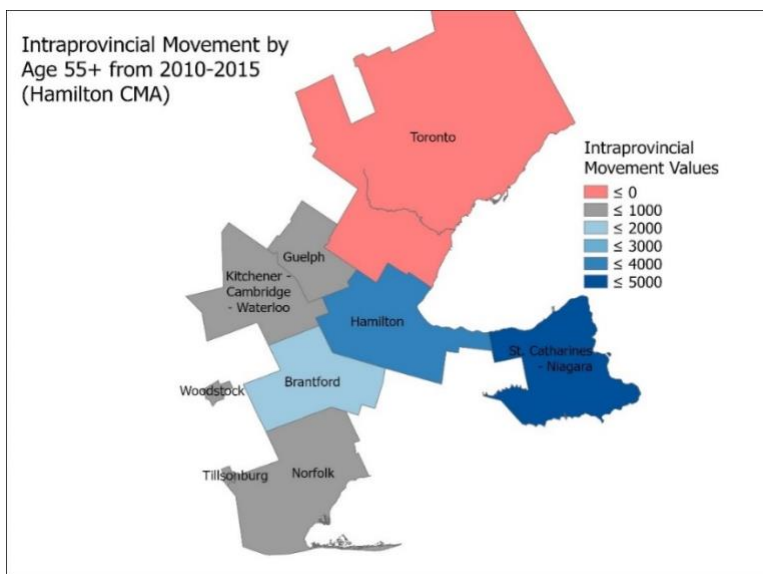 Intraprovincial Movement by
Age 55+ from 2010-2015
(Hamilton CMA)
Toronto
Intraprovincial
Movement Values
≤ 0
≤ 1000
≤ 2000
≤ 3000
≤ 4000
≤ 5000
Guelph
Kitchener -
Cambridge
- Waterloo
Hamilton
St. Catharines
- Niagara
Brantford
Woodstock
Tillsonburg
Norfolk